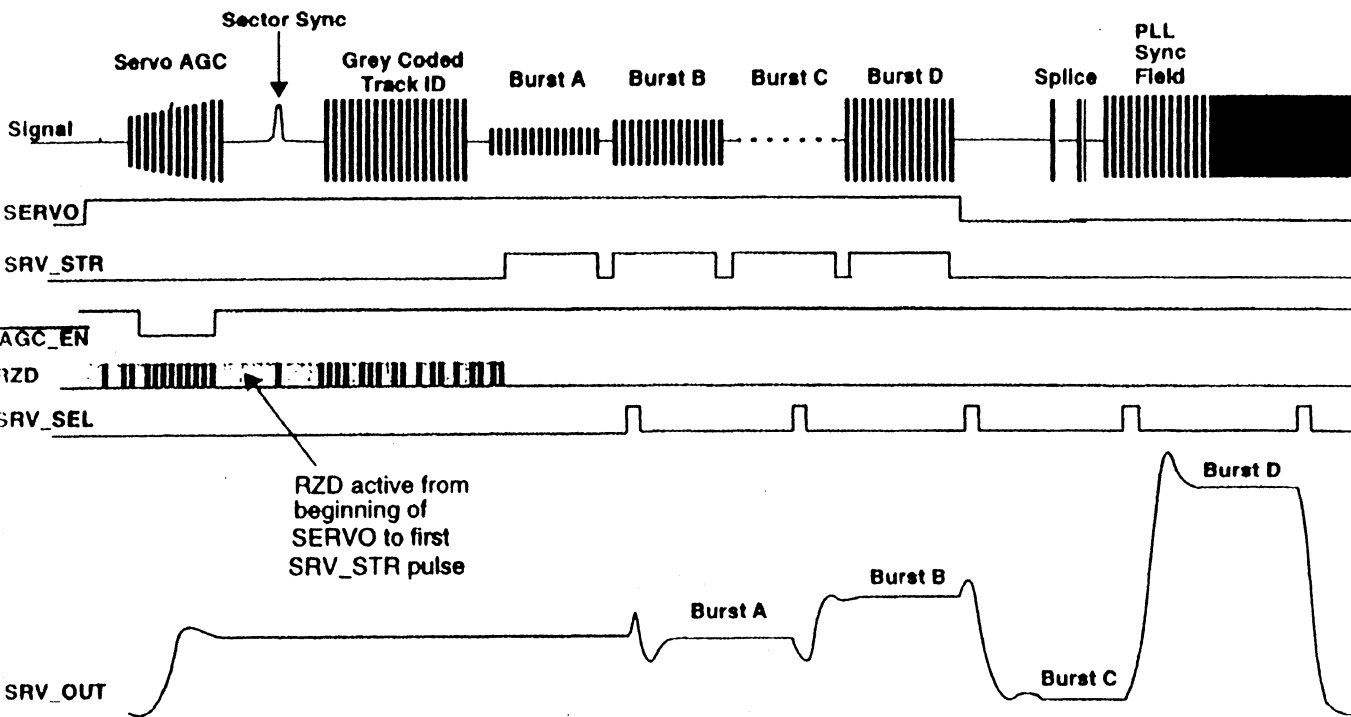 Sector Sync
Servo AGC
Grey Coded
Track ID
Burst A
Burst B
Burst C
Burst D
Splice
PLL
Sync
Field
Signal
SERVO
SRV_STR
AGC_EN
RZD
SRV_SEL
RZD active from
beginning of
SERVO to first
SRV_STR pulse
Burst A
Burst B
Burst C
Burst D
SRV_OUT